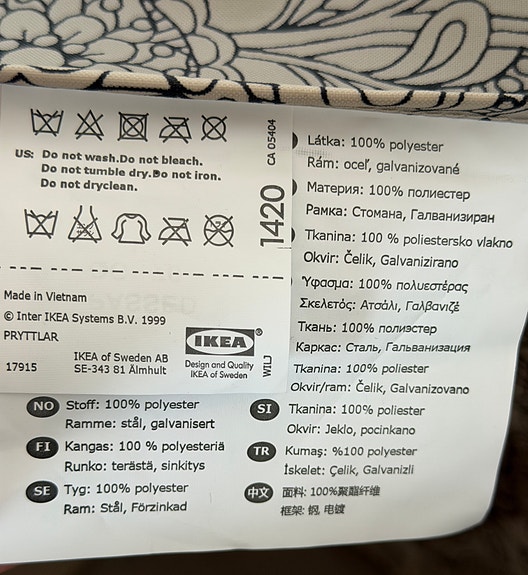 US: Do not wash.Do not bleach.
Do not tumble dry.Do not iron.
Do not dryclean.
CA 05404
1420
Made in Vietnam
© Inter IKEA Systems B.V. 1999
PRYTTLAR
17915
IKEA of Sweden AB
SE-343 81 Älmhult
IKEA®
Design and Quality
IKEA of Sweden
WILJ
NO Stoff: 100% polyester
Ramme: stål, galvanisert
FI Kangas: 100 % polyesteriä
Runko: terästä, sinkitys
SE Tyg: 100% polyester
Ram: Stål, Förzinkad
Látka: 100% polyester
Rám: oceľ, galvanizované
Материя: 100% полиестер
Рамка: Стомана, Галванизиран
Tkanina: 100 % poliestersko vlakno
Okvir: Čelik, Galvanizirano
Ύφασμα: 100% πολυεστέρας
Σκελετός: Ατσάλι, Γαλβανιζέ
Ткань: 100% полиэстер
Каркас: Сталь, Гальванизация
Tkanina: 100% poliester
Okvir/ram: Čelik, Galvanizovano
SI Tkanina: 100% poliester
Okvir: Jeklo, pocinkano
TR Kumaş: %100 polyester
İskelet: Çelik, Galvanizli
中文 面料: 100%聚酯纤维
框架: 钢, 电镀